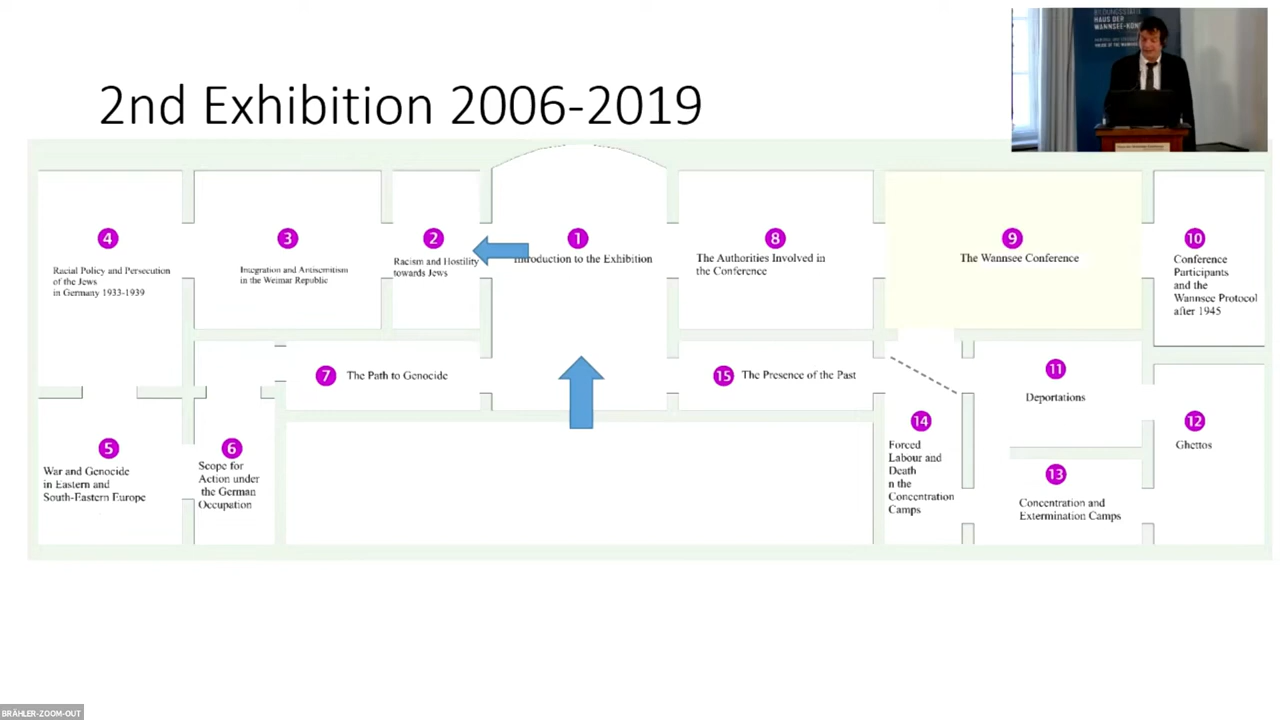 BILDUNGSSTÄTTE
HAUS DER
WANNSEE-KON
2nd Exhibition 2006-2019
4
Racial Policy and Persecution
of the Jews
in Germany 1933-1939
3
Integration and Antisemitism
in the Weimar Republic
2
Racism and Hostility
towards Jews
1
Introduction to the Exhibition
8
The Authorities Involved in
the Conference
9
The Wannsee Conference
10
Conference
Participants
and the
Wannsee Protocol
after 1945
7
The Path to Genocide
15
The Presence of the Past
11
Deportations
5
War and Genocide
in Eastern and
South-Eastern Europe
6
Scope for
Action under
the German
Occupation
14
Forced
Labour and
Death
n the
Concentration
Camps
12
Ghettos
13
Concentration and
Extermination Camps
BRÄHLER-ZOOM-OUT